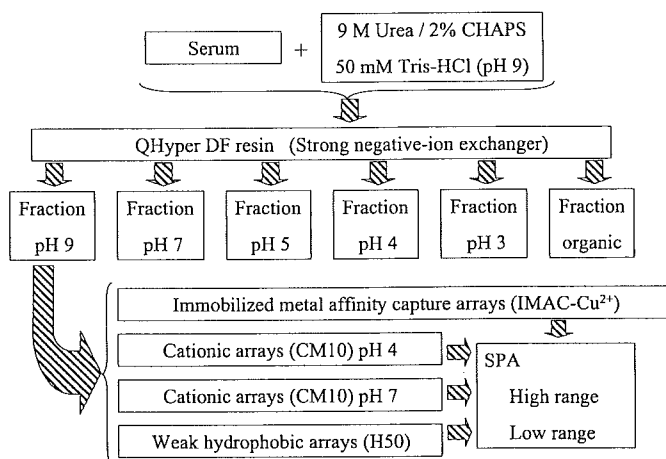 Serum
+
9 M Urea / 2% CHAPS
50 mM Tris-HCl (pH 9)
QHyper DF resin (Strong negative-ion exchanger)
Fraction
pH 9
Fraction
pH 7
Fraction
pH 5
Fraction
pH 4
Fraction
pH 3
Fraction
organic
Immobilized metal affinity capture arrays (IMAC-Cu²⁺)
Cationic arrays (CM10) pH 4
Cationic arrays (CM10) pH 7
Weak hydrophobic arrays (H50)
SPA
High range
Low range